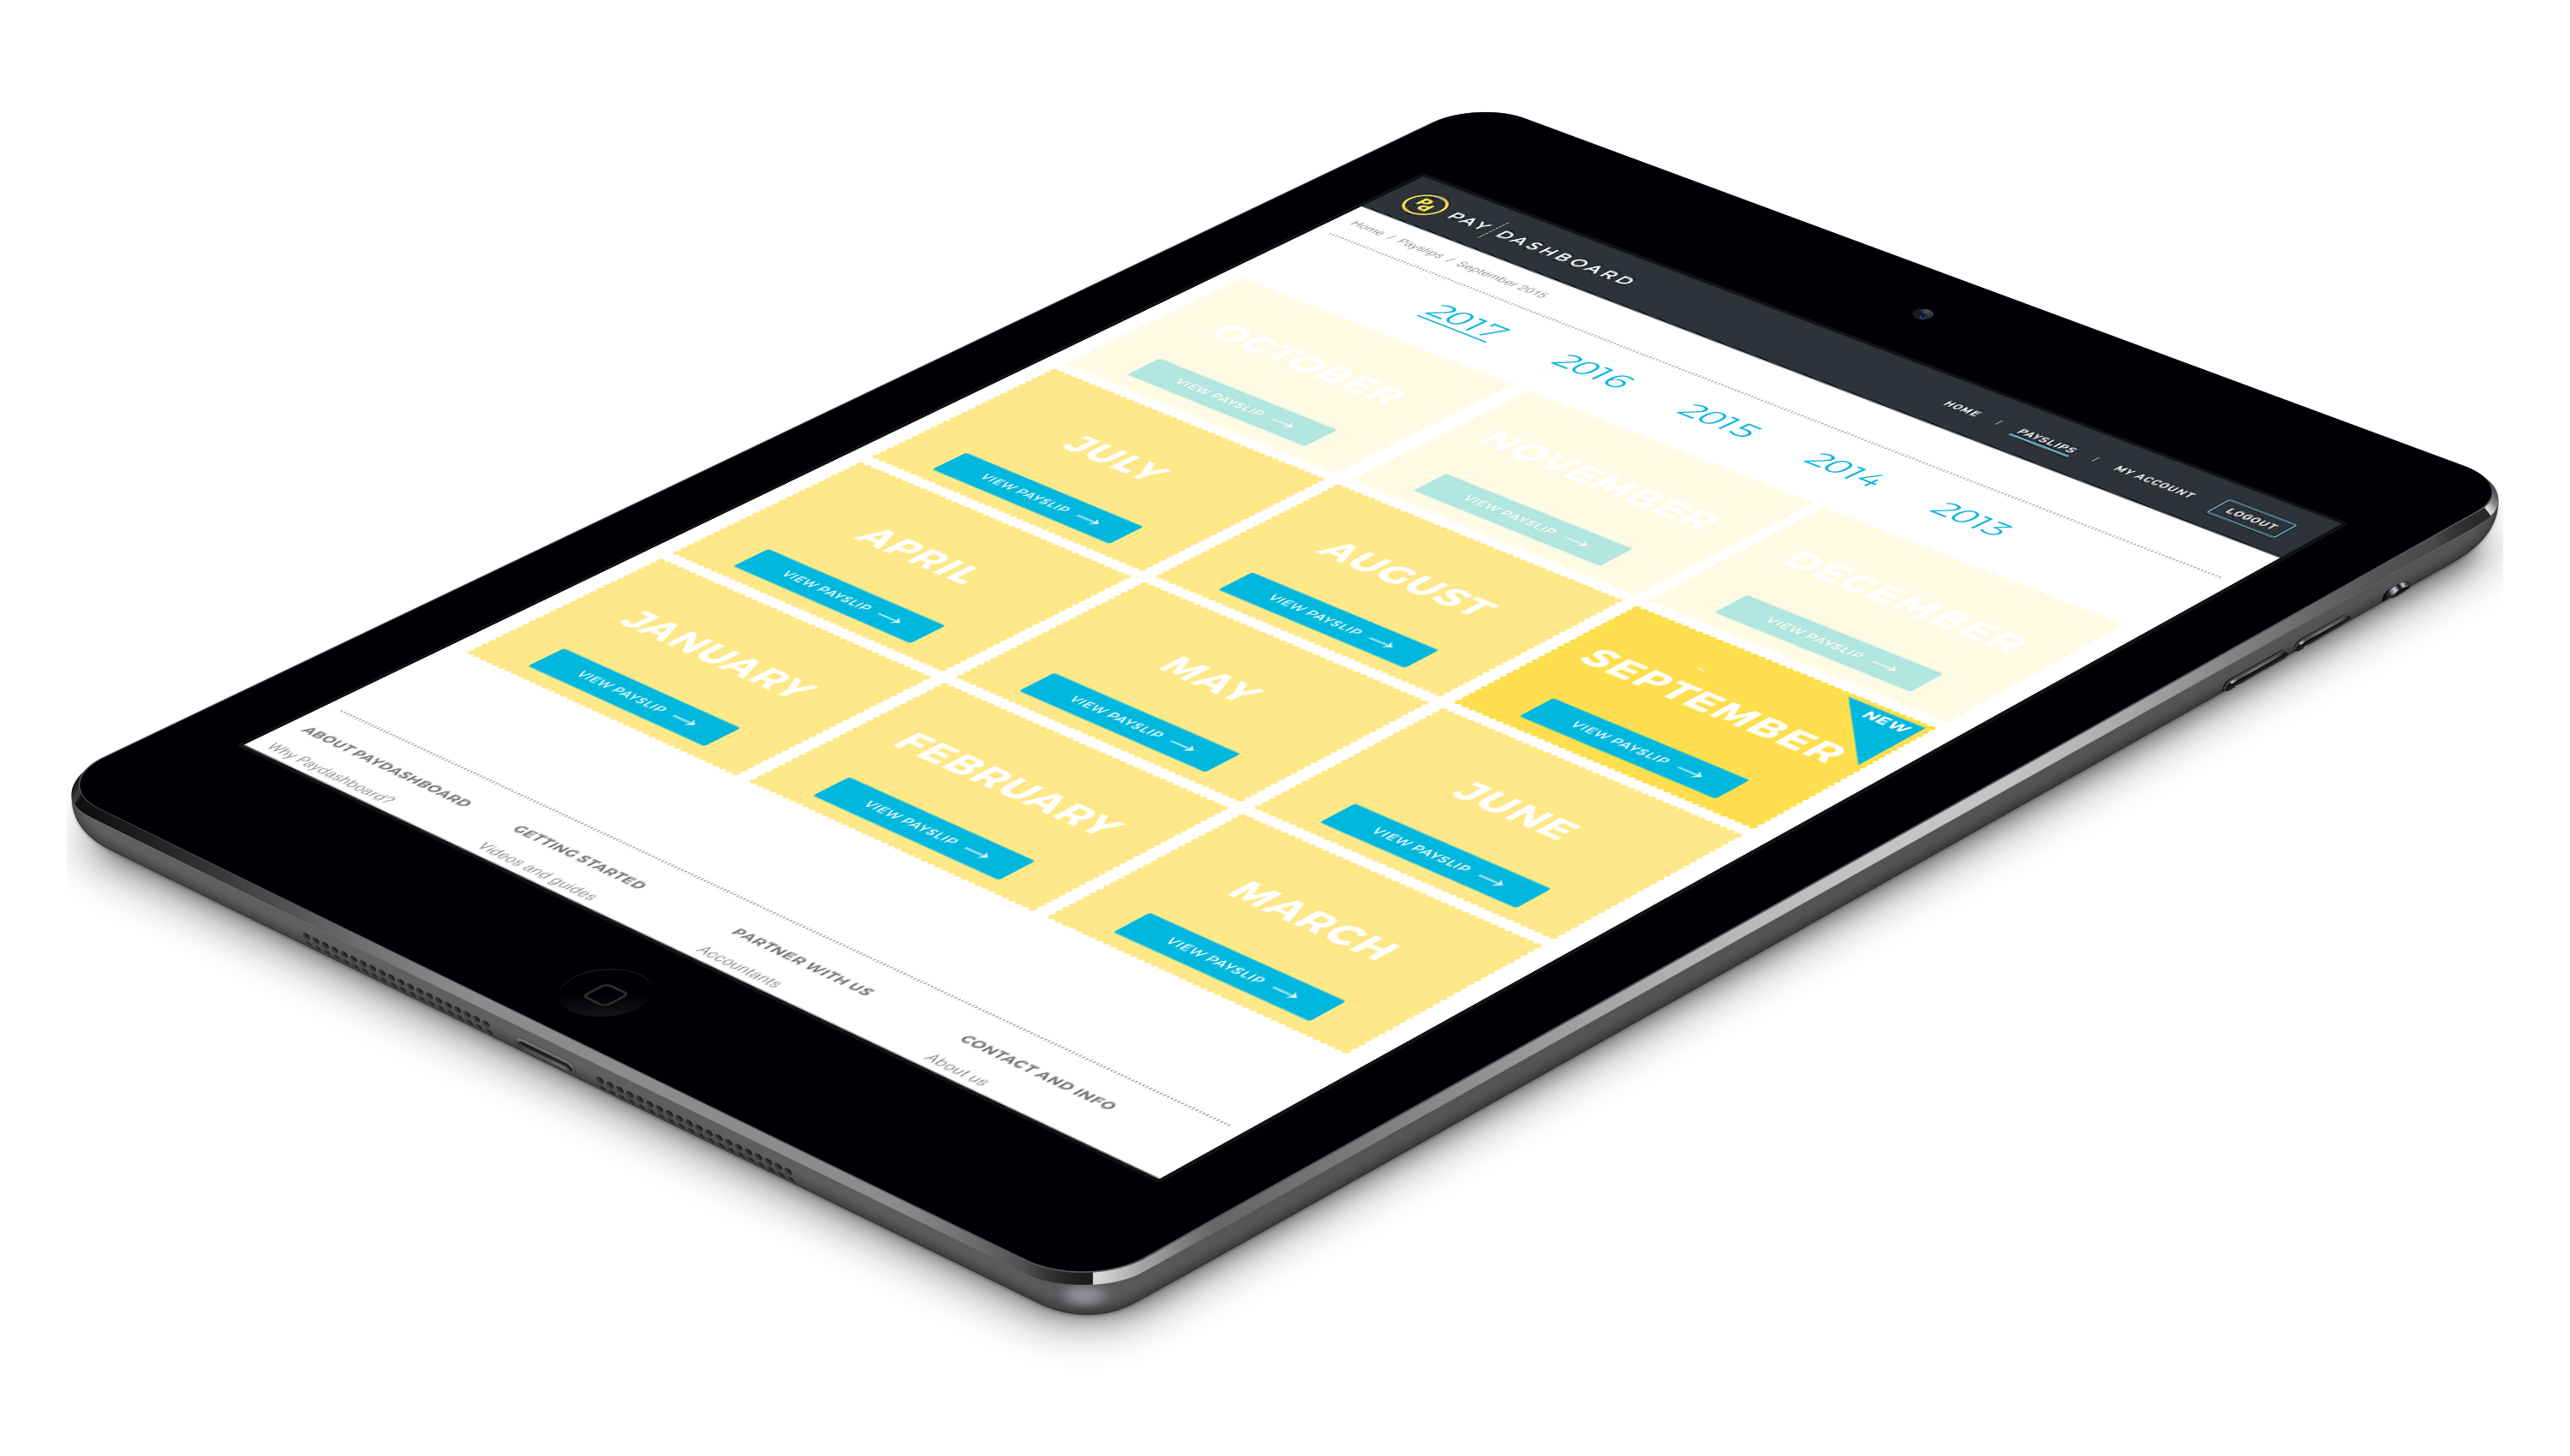 PAY DASHBOARD
HOME | PAYSLIPS | MY ACCOUNT LOGOUT
Home / Payslips / September 2015
2017 2016 2015 2014 2013
OCTOBER
VIEW PAYSLIP
NOVEMBER
VIEW PAYSLIP
DECEMBER
VIEW PAYSLIP
JULY
VIEW PAYSLIP
AUGUST
VIEW PAYSLIP
SEPTEMBER
NEW
VIEW PAYSLIP
APRIL
VIEW PAYSLIP
MAY
VIEW PAYSLIP
JUNE
VIEW PAYSLIP
JANUARY
VIEW PAYSLIP
FEBRUARY
VIEW PAYSLIP
MARCH
VIEW PAYSLIP
ABOUT PAYDASHBOARD
Why Paydashboard?
GETTING STARTED
Videos and guides
PARTNER WITH US
Accountants
CONTACT AND INFO
About us